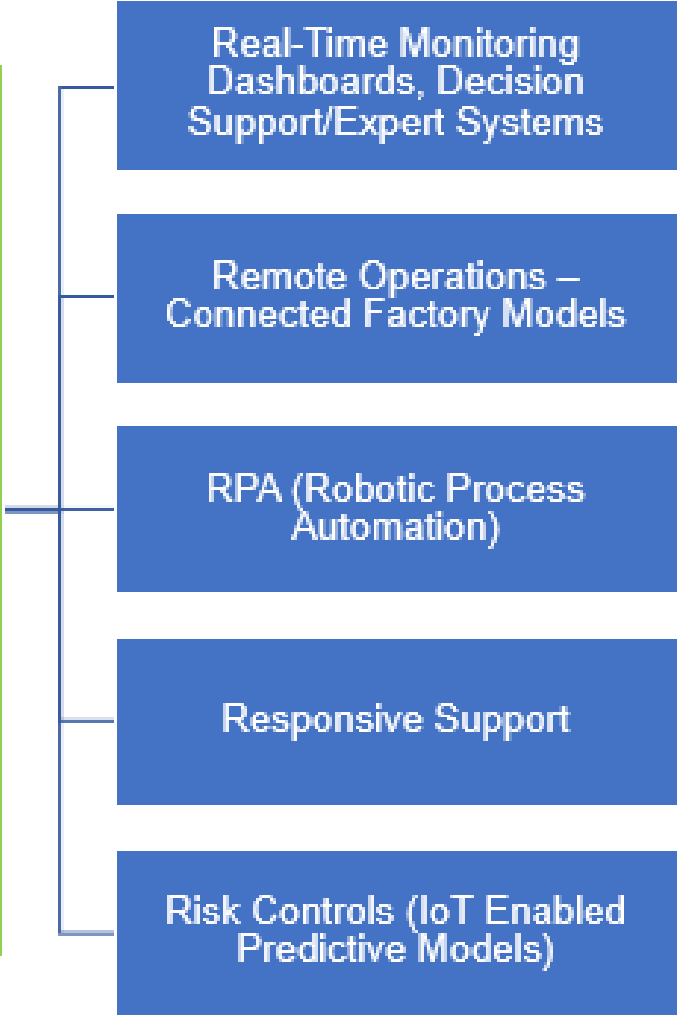 Real-Time Monitoring
Dashboards, Decision
Support/Expert Systems
Remote Operations –
Connected Factory Models
RPA (Robotic Process
Automation)
Responsive Support
Risk Controls (IoT Enabled
Predictive Models)